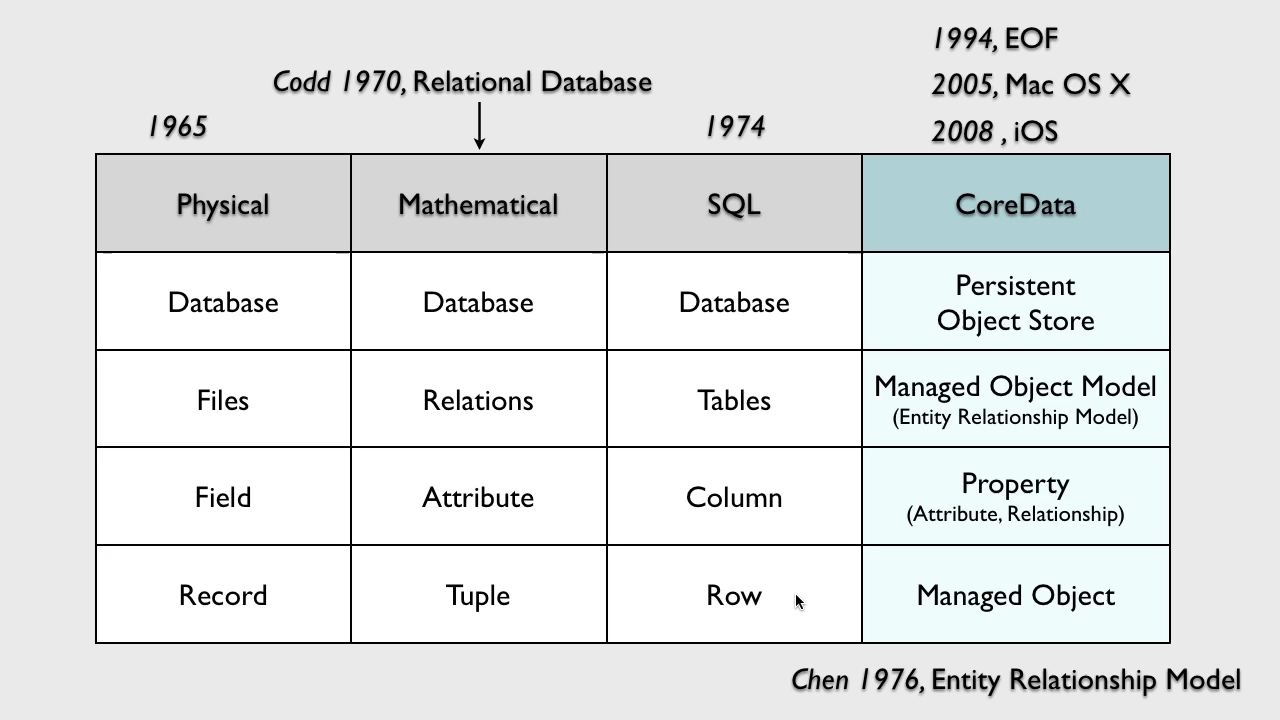 1994, EOF
Codd 1970, Relational Database
2005, Mac OS X
1965
1974
2008 , iOS
Physical
Mathematical
SQL
CoreData
Database
Database
Database
Persistent
Object Store
Files
Relations
Tables
Managed Object Model
(Entity Relationship Model)
Field
Attribute
Column
Property
(Attribute, Relationship)
Record
Tuple
Row
Managed Object
Chen 1976, Entity Relationship Model